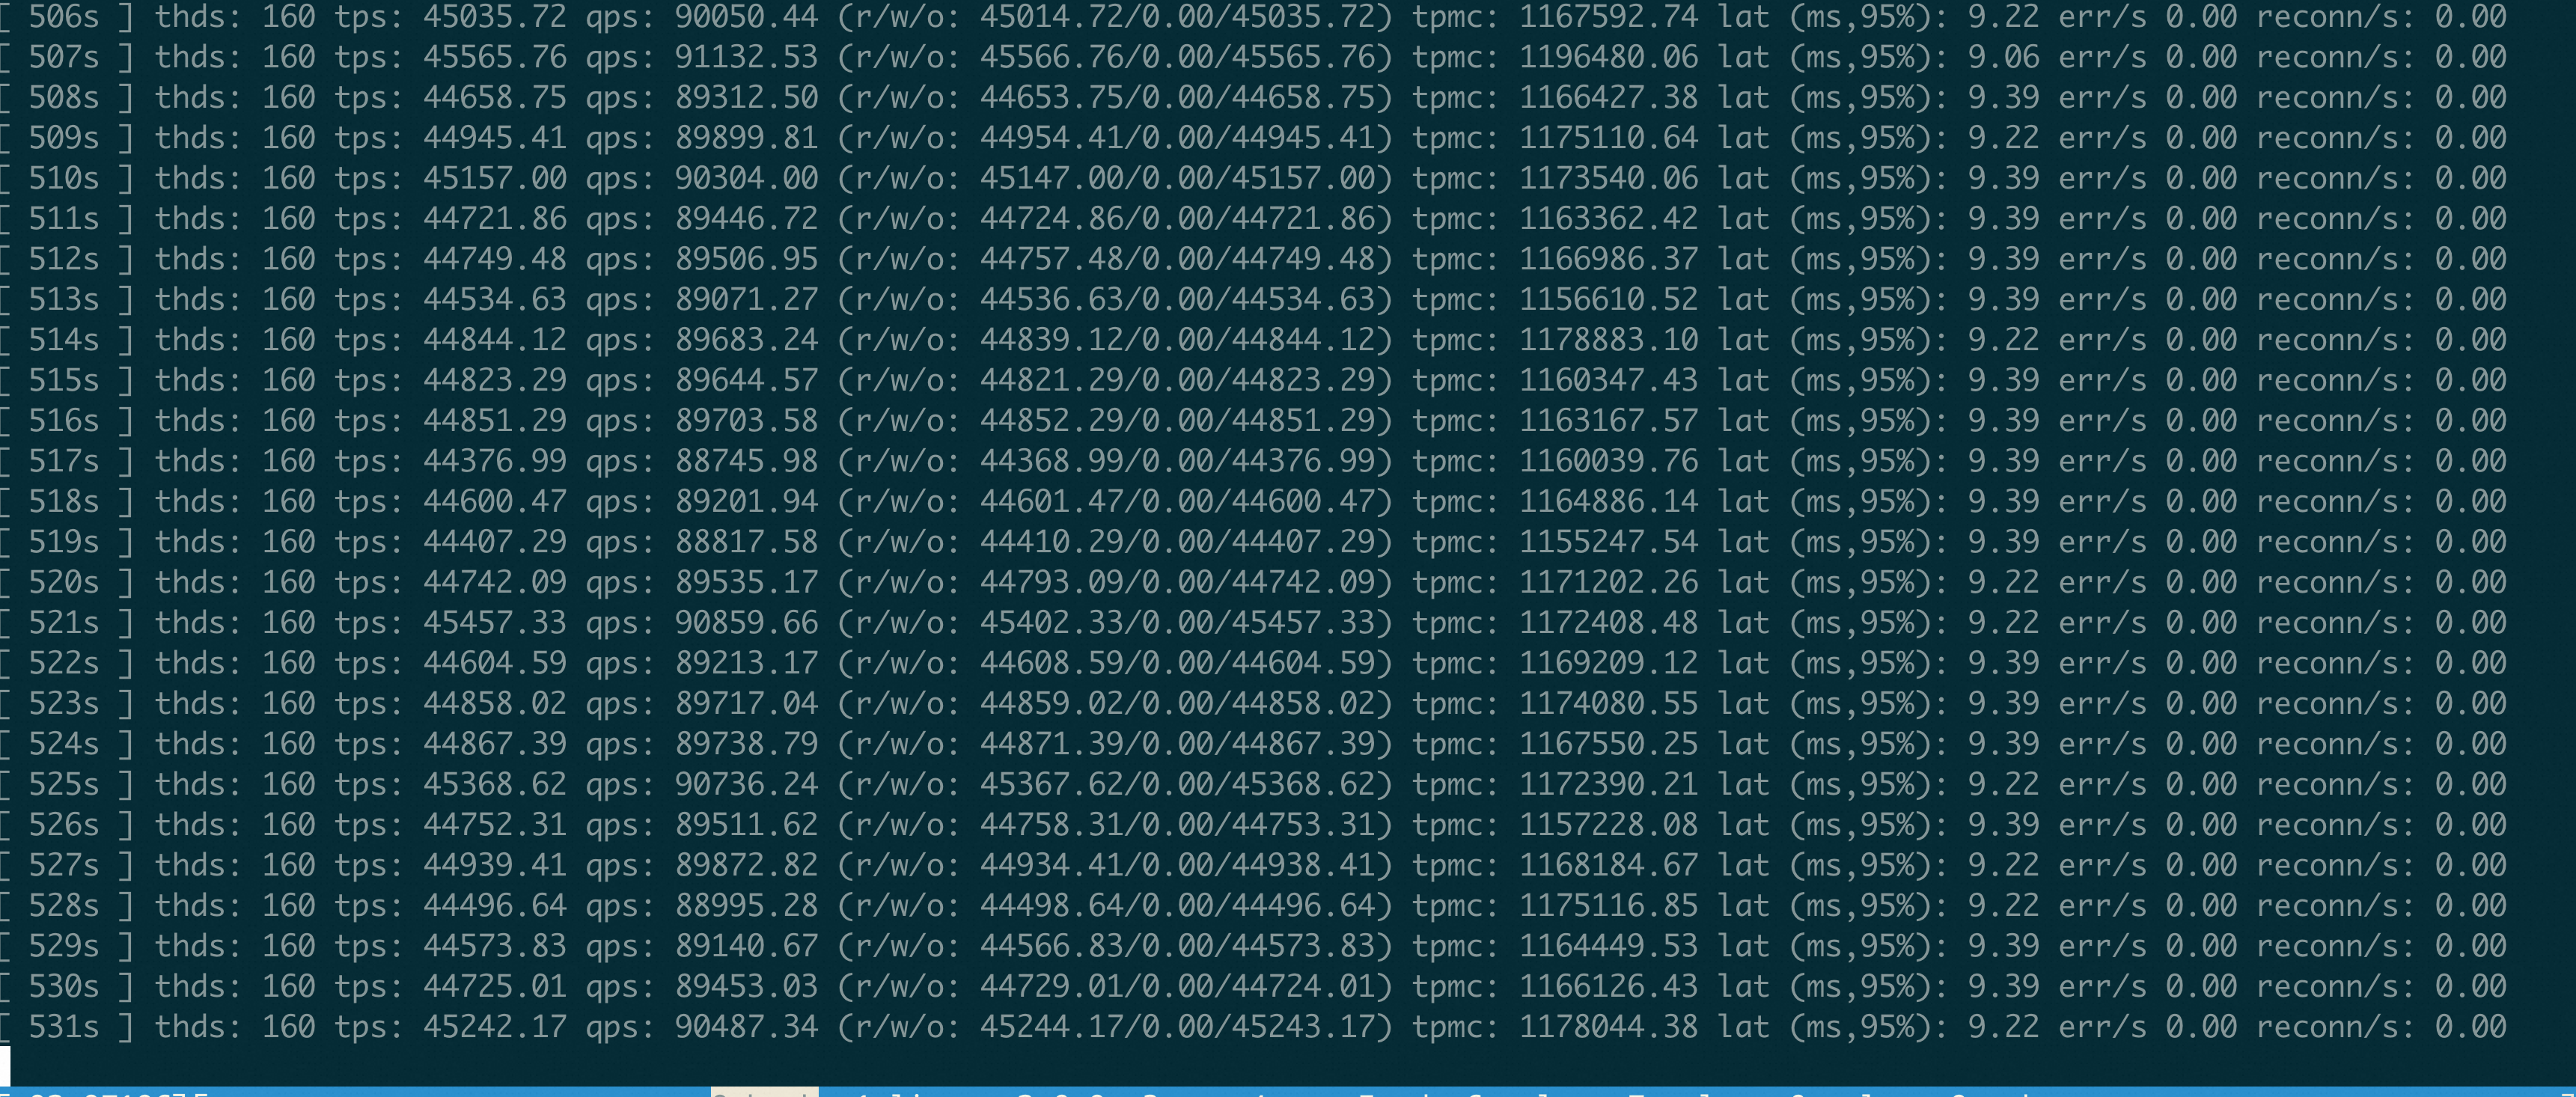 [ 506s ] thds: 160 tps: 45035.72 qps: 90050.44 (r/w/o: 45014.72/0.00/45035.72) tpmc: 1167592.74 lat (ms,95%): 9.22 err/s 0.00 reconn/s: 0.00
[ 507s ] thds: 160 tps: 45565.76 qps: 91132.53 (r/w/o: 45566.76/0.00/45565.76) tpmc: 1196480.06 lat (ms,95%): 9.06 err/s 0.00 reconn/s: 0.00
[ 508s ] thds: 160 tps: 44658.75 qps: 89312.50 (r/w/o: 44653.75/0.00/44658.75) tpmc: 1166427.38 lat (ms,95%): 9.39 err/s 0.00 reconn/s: 0.00
[ 509s ] thds: 160 tps: 44945.41 qps: 89899.81 (r/w/o: 44954.41/0.00/44945.41) tpmc: 1175110.64 lat (ms,95%): 9.22 err/s 0.00 reconn/s: 0.00
[ 510s ] thds: 160 tps: 45157.00 qps: 90304.00 (r/w/o: 45147.00/0.00/45157.00) tpmc: 1173540.06 lat (ms,95%): 9.39 err/s 0.00 reconn/s: 0.00
[ 511s ] thds: 160 tps: 44721.86 qps: 89446.72 (r/w/o: 44724.86/0.00/44721.86) tpmc: 1163362.42 lat (ms,95%): 9.39 err/s 0.00 reconn/s: 0.00
[ 512s ] thds: 160 tps: 44749.48 qps: 89506.95 (r/w/o: 44757.48/0.00/44749.48) tpmc: 1166986.37 lat (ms,95%): 9.39 err/s 0.00 reconn/s: 0.00
[ 513s ] thds: 160 tps: 44534.63 qps: 89071.27 (r/w/o: 44536.63/0.00/44534.63) tpmc: 1156610.52 lat (ms,95%): 9.39 err/s 0.00 reconn/s: 0.00
[ 514s ] thds: 160 tps: 44844.12 qps: 89683.24 (r/w/o: 44839.12/0.00/44844.12) tpmc: 1178883.10 lat (ms,95%): 9.22 err/s 0.00 reconn/s: 0.00
[ 515s ] thds: 160 tps: 44823.29 qps: 89644.57 (r/w/o: 44821.29/0.00/44823.29) tpmc: 1160347.43 lat (ms,95%): 9.39 err/s 0.00 reconn/s: 0.00
[ 516s ] thds: 160 tps: 44851.29 qps: 89703.58 (r/w/o: 44852.29/0.00/44851.29) tpmc: 1163167.57 lat (ms,95%): 9.39 err/s 0.00 reconn/s: 0.00
[ 517s ] thds: 160 tps: 44376.99 qps: 88745.98 (r/w/o: 44368.99/0.00/44376.99) tpmc: 1160039.76 lat (ms,95%): 9.39 err/s 0.00 reconn/s: 0.00
[ 518s ] thds: 160 tps: 44600.47 qps: 89201.94 (r/w/o: 44601.47/0.00/44600.47) tpmc: 1164886.14 lat (ms,95%): 9.39 err/s 0.00 reconn/s: 0.00
[ 519s ] thds: 160 tps: 44407.29 qps: 88817.58 (r/w/o: 44410.29/0.00/44407.29) tpmc: 1155247.54 lat (ms,95%): 9.39 err/s 0.00 reconn/s: 0.00
[ 520s ] thds: 160 tps: 44742.09 qps: 89535.17 (r/w/o: 44793.09/0.00/44742.09) tpmc: 1171202.26 lat (ms,95%): 9.22 err/s 0.00 reconn/s: 0.00
[ 521s ] thds: 160 tps: 45457.33 qps: 90859.66 (r/w/o: 45402.33/0.00/45457.33) tpmc: 1172408.48 lat (ms,95%): 9.22 err/s 0.00 reconn/s: 0.00
[ 522s ] thds: 160 tps: 44604.59 qps: 89213.17 (r/w/o: 44608.59/0.00/44604.59) tpmc: 1169209.12 lat (ms,95%): 9.39 err/s 0.00 reconn/s: 0.00
[ 523s ] thds: 160 tps: 44858.02 qps: 89717.04 (r/w/o: 44859.02/0.00/44858.02) tpmc: 1174080.55 lat (ms,95%): 9.39 err/s 0.00 reconn/s: 0.00
[ 524s ] thds: 160 tps: 44867.39 qps: 89738.79 (r/w/o: 44871.39/0.00/44867.39) tpmc: 1167550.25 lat (ms,95%): 9.39 err/s 0.00 reconn/s: 0.00
[ 525s ] thds: 160 tps: 45368.62 qps: 90736.24 (r/w/o: 45367.62/0.00/45368.62) tpmc: 1172390.21 lat (ms,95%): 9.22 err/s 0.00 reconn/s: 0.00
[ 526s ] thds: 160 tps: 44752.31 qps: 89511.62 (r/w/o: 44758.31/0.00/44753.31) tpmc: 1157228.08 lat (ms,95%): 9.39 err/s 0.00 reconn/s: 0.00
[ 527s ] thds: 160 tps: 44939.41 qps: 89872.82 (r/w/o: 44934.41/0.00/44938.41) tpmc: 1168184.67 lat (ms,95%): 9.22 err/s 0.00 reconn/s: 0.00
[ 528s ] thds: 160 tps: 44496.64 qps: 88995.28 (r/w/o: 44498.64/0.00/44496.64) tpmc: 1175116.85 lat (ms,95%): 9.22 err/s 0.00 reconn/s: 0.00
[ 529s ] thds: 160 tps: 44573.83 qps: 89140.67 (r/w/o: 44566.83/0.00/44573.83) tpmc: 1164449.53 lat (ms,95%): 9.39 err/s 0.00 reconn/s: 0.00
[ 530s ] thds: 160 tps: 44725.01 qps: 89453.03 (r/w/o: 44729.01/0.00/44724.01) tpmc: 1166126.43 lat (ms,95%): 9.39 err/s 0.00 reconn/s: 0.00
[ 531s ] thds: 160 tps: 45242.17 qps: 90487.34 (r/w/o: 45244.17/0.00/45243.17) tpmc: 1178044.38 lat (ms,95%): 9.22 err/s 0.00 reconn/s: 0.00